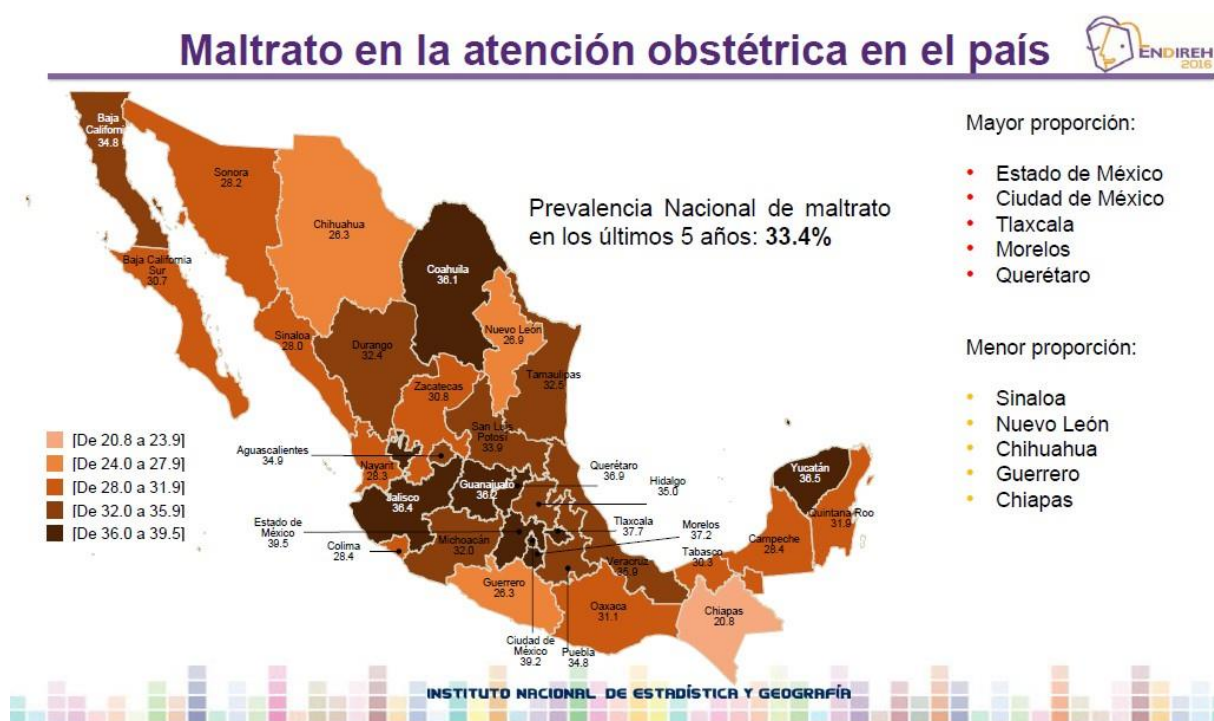 Maltrato en la atención obstétrica en el país
ENDIREH
2016
Mayor proporción:
• Estado de México
• Ciudad de México
• Tlaxcala
• Morelos
• Querétaro
Menor proporción:
• Sinaloa
• Nuevo León
• Chihuahua
• Guerrero
• Chiapas
Prevalencia Nacional de maltrato
en los últimos 5 años: 33.4%
Baja
California
34.8
Sonora
28.2
Chihuahua
26.3
Coahuila
36.1
Baja California
Sur
30.7
Sinaloa
28.0
Durango
32.4
Nuevo León
26.9
Tamaulipas
32.5
Zacatecas
30.8
San Luis
Potosí
33.9
Aguascalientes
34.9
Nayarit
28.3
Jalisco
36.4
Guanajuato
36.2
Querétaro
36.9
Hidalgo
35.0
Yucatán
36.5
Quintana Roo
31.9
Campeche
28.4
Estado de
México
39.5
Colima
28.4
Michoacán
32.0
Tlaxcala
37.7
Morelos
37.2
Veracruz
35.9
Tabasco
30.3
Guerrero
26.3
Oaxaca
31.1
Chiapas
20.8
Ciudad de
México
39.2
Puebla
34.8
[De 20.8 a 23.9]
[De 24.0 a 27.9]
[De 28.0 a 31.9]
[De 32.0 a 35.9]
[De 36.0 a 39.5]
INSTITUTO NACIONAL DE ESTADÍSTICA Y GEOGRAFÍA